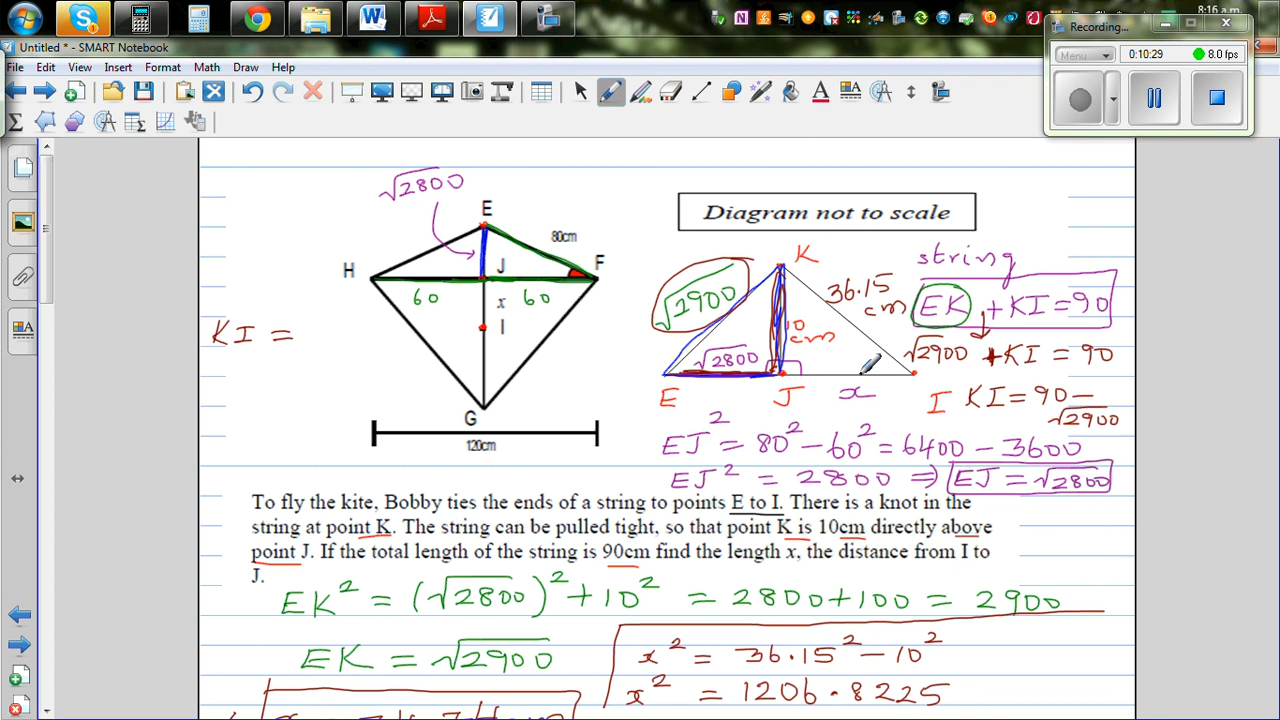 8:16 a.m.
Untitled * - SMART Notebook
Recording...
Menu
0:10:29
8.0 fps
File Edit View Insert Format Math Draw Help
√2800
E
80cm
H
J
F
60
60
x
I
G
120cm
KI =
Diagram not to scale
K
string
√2900
36.15
cm
EK + KI = 90
10
cm
√2800
√2900 + KI = 90
E
J
x
I
KI = 90 - √2900
EJ² = 80² - 60² = 6400 - 3600
EJ² = 2800 ⇒ EJ = √2800
To fly the kite, Bobby ties the ends of a string to points E to I. There is a knot in the
string at point K. The string can be pulled tight, so that point K is 10cm directly above
point J. If the total length of the string is 90cm find the length x, the distance from I to
J.
EK² = (√2800)² + 10² = 2800 + 100 = 2900
EK = √2900
x² = 36.15² - 10²
x² = 1206.8225